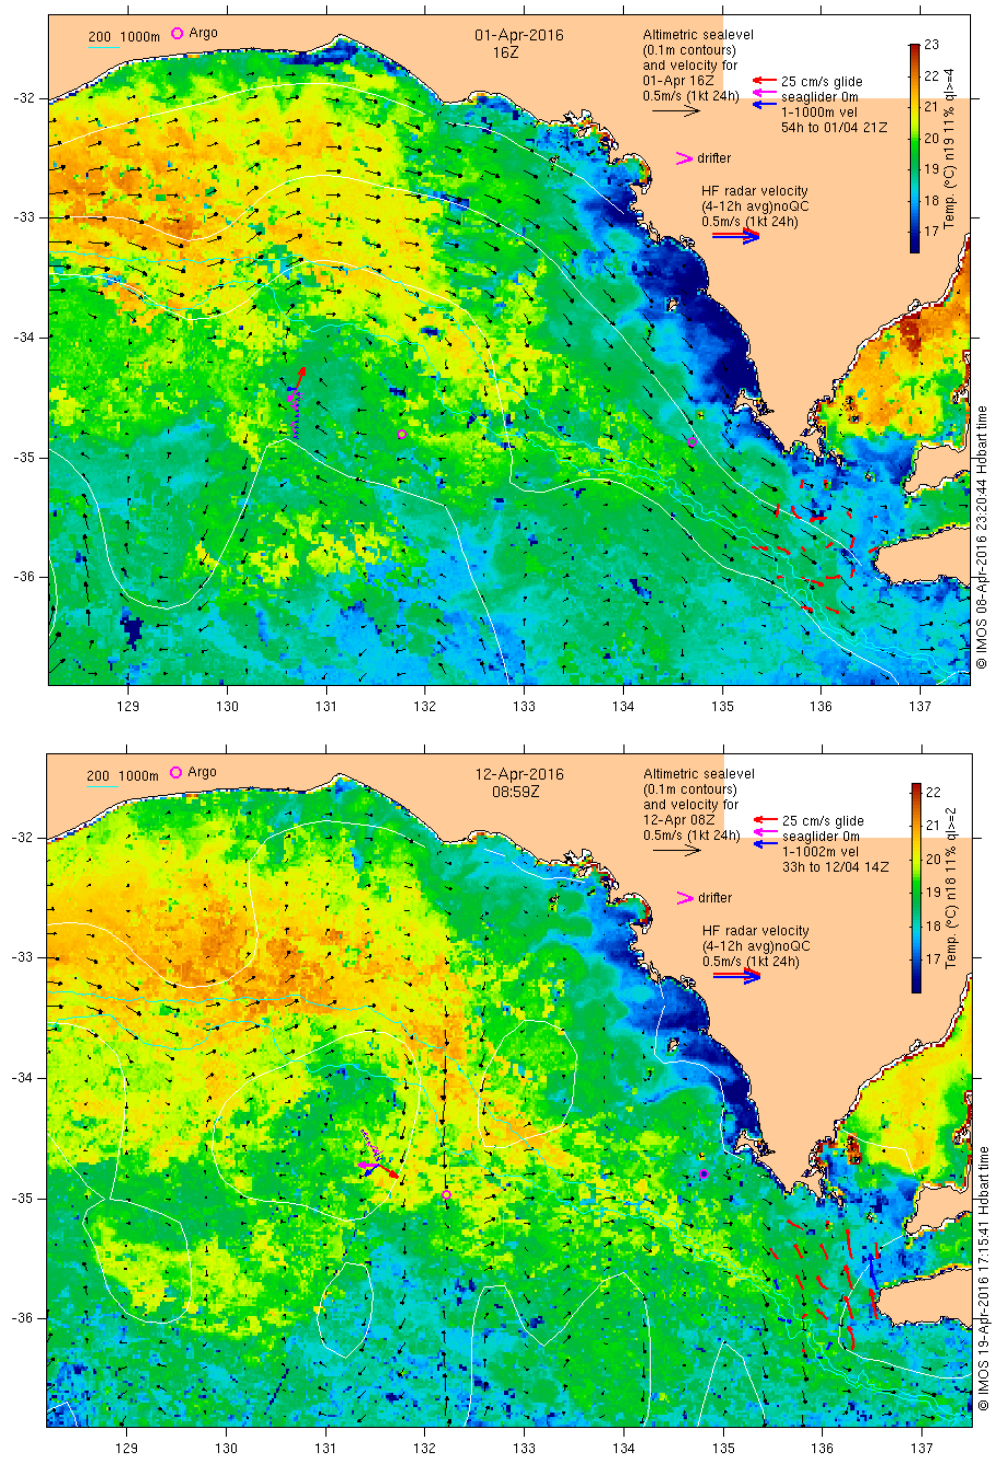 200 1000m Argo
01-Apr-2016
16Z
Altimetric sealevel
(0.1m contours)
and velocity for
01-Apr 16Z
0.5m/s (1kt 24h)
25 cm/s glide
seaglider 0m
1-1000m vel
54h to 01/04 21Z
drifter
HF radar velocity
(4-12h avg)noQC
0.5m/s (1kt 24h)
23
22
21
20
19
18
17
Temp. (°C) n19 11% ql>=4
-32
-33
-34
-35
-36
129 130 131 132 133 134 135 136 137
© IMOS 08-Apr-2016 23:20:44 Hdbart time
200 1000m Argo
12-Apr-2016
08:59Z
Altimetric sealevel
(0.1m contours)
and velocity for
12-Apr 08Z
0.5m/s (1kt 24h)
25 cm/s glide
seaglider 0m
1-1002m vel
33h to 12/04 14Z
drifter
HF radar velocity
(4-12h avg)noQC
0.5m/s (1kt 24h)
22
21
20
19
18
17
Temp. (°C) n18 11% ql>=2
-32
-33
-34
-35
-36
129 130 131 132 133 134 135 136 137
© IMOS 19-Apr-2016 17:15:41 Hdbart time